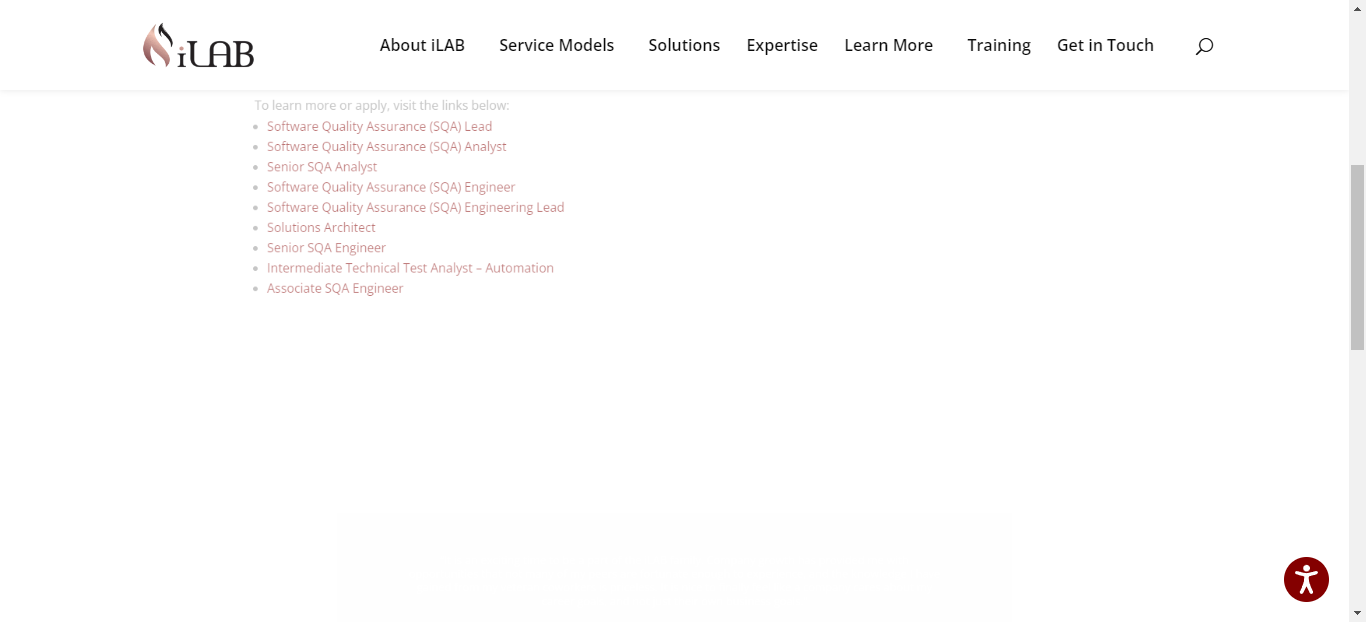 iLAB
About iLAB
Service Models
Solutions
Expertise
Learn More
Training
Get in Touch
To learn more or apply, visit the links below:
Software Quality Assurance (SQA) Lead
Software Quality Assurance (SQA) Analyst
Senior SQA Analyst
Software Quality Assurance (SQA) Engineer
Software Quality Assurance (SQA) Engineering Lead
Solutions Architect
Senior SQA Engineer
Intermediate Technical Test Analyst – Automation
Associate SQA Engineer